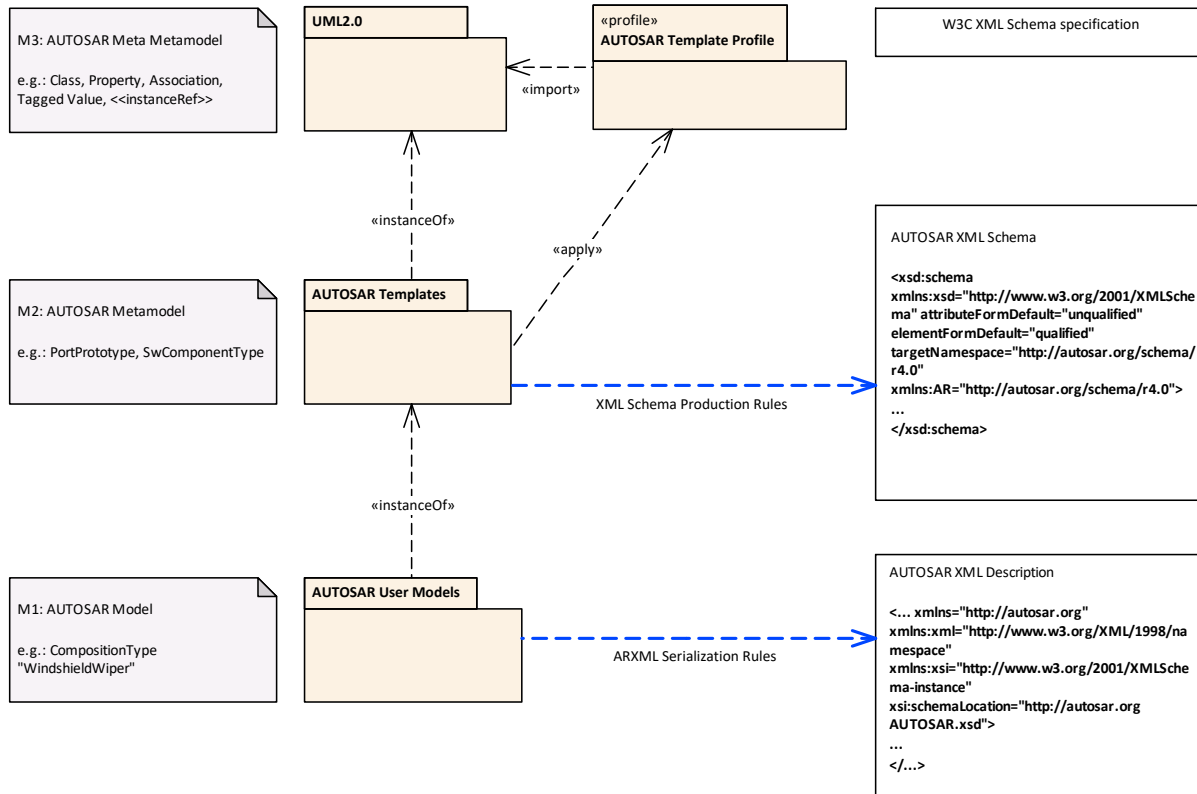 M3: AUTOSAR Meta Metamodel
e.g.: Class, Property, Association,
Tagged Value, <<instanceRef>>
UML2.0
«profile»
AUTOSAR Template Profile
«import»
W3C XML Schema specification
«instanceOf»
«apply»
M2: AUTOSAR Metamodel
e.g.: PortPrototype, SwComponentType
AUTOSAR Templates
XML Schema Production Rules
AUTOSAR XML Schema
<xsd:schema
xmlns:xsd="http://www.w3.org/2001/XMLSche
ma" attributeFormDefault="unqualified"
elementFormDefault="qualified"
targetNamespace="http://autosar.org/schema/
r4.0"
xmlns:AR="http://autosar.org/schema/r4.0">
...
</xsd:schema>
«instanceOf»
M1: AUTOSAR Model
e.g.: CompositionType
"WindshieldWiper"
AUTOSAR User Models
ARXML Serialization Rules
AUTOSAR XML Description
<... xmlns="http://autosar.org"
xmlns:xml="http://www.w3.org/XML/1998/na
mespace"
xmlns:xsi="http://www.w3.org/2001/XMLSche
ma-instance"
xsi:schemaLocation="http://autosar.org
AUTOSAR.xsd">
...
</...>